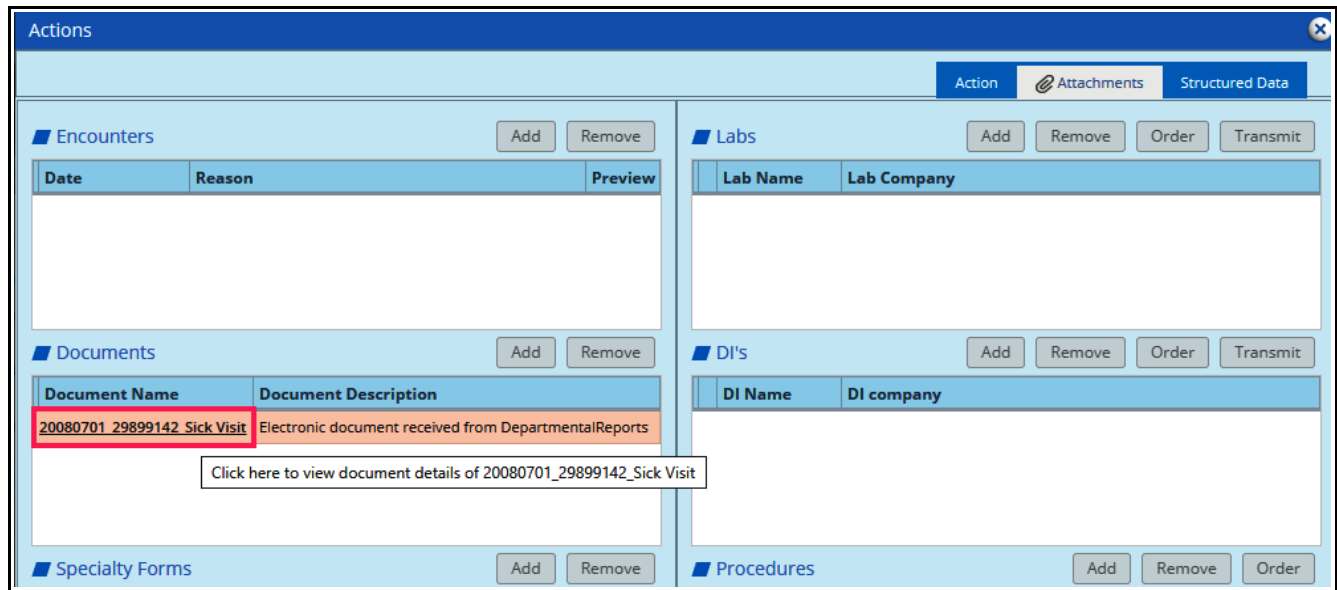 Actions
Action Attachments Structured Data
Encounters Add Remove
Date Reason Preview
Documents Add Remove
Document Name Document Description
20080701_29899142_Sick Visit Electronic document received from DepartmentalReports
Click here to view document details of 20080701_29899142_Sick Visit
Specialty Forms Add Remove
Labs Add Remove Order Transmit
Lab Name Lab Company
DI's Add Remove Order Transmit
DI Name DI company
Procedures Add Remove Order